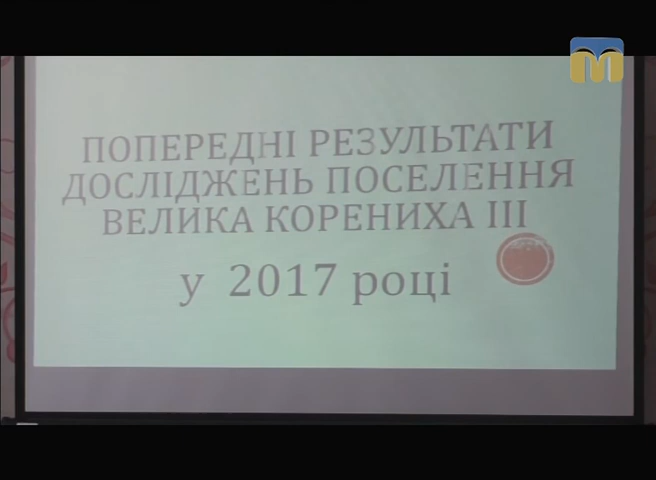 ПОПЕРЕДНІ РЕЗУЛЬТАТИ
ДОСЛІДЖЕНЬ ПОСЕЛЕННЯ
ВЕЛИКА КОРЕНИХА ІІІ
у 2017 році